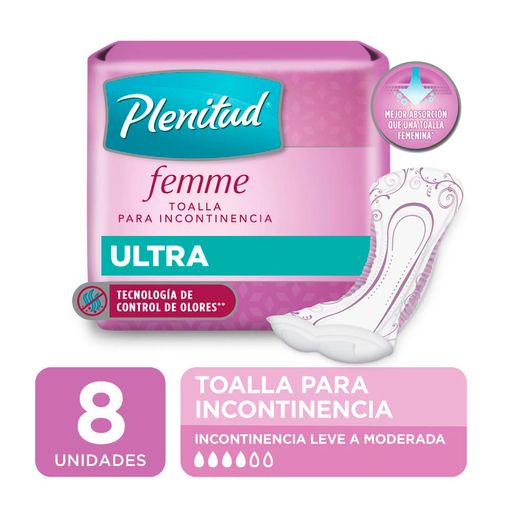 Plenitud®
femme
TOALLA
PARA INCONTINENCIA
ULTRA
TECNOLOGÍA DE
CONTROL DE OLORES**
MEJOR ABSORCIÓN
QUE UNA TOALLA
FEMENINA*
8
UNIDADES
TOALLA PARA
INCONTINENCIA
INCONTINENCIA LEVE A MODERADA